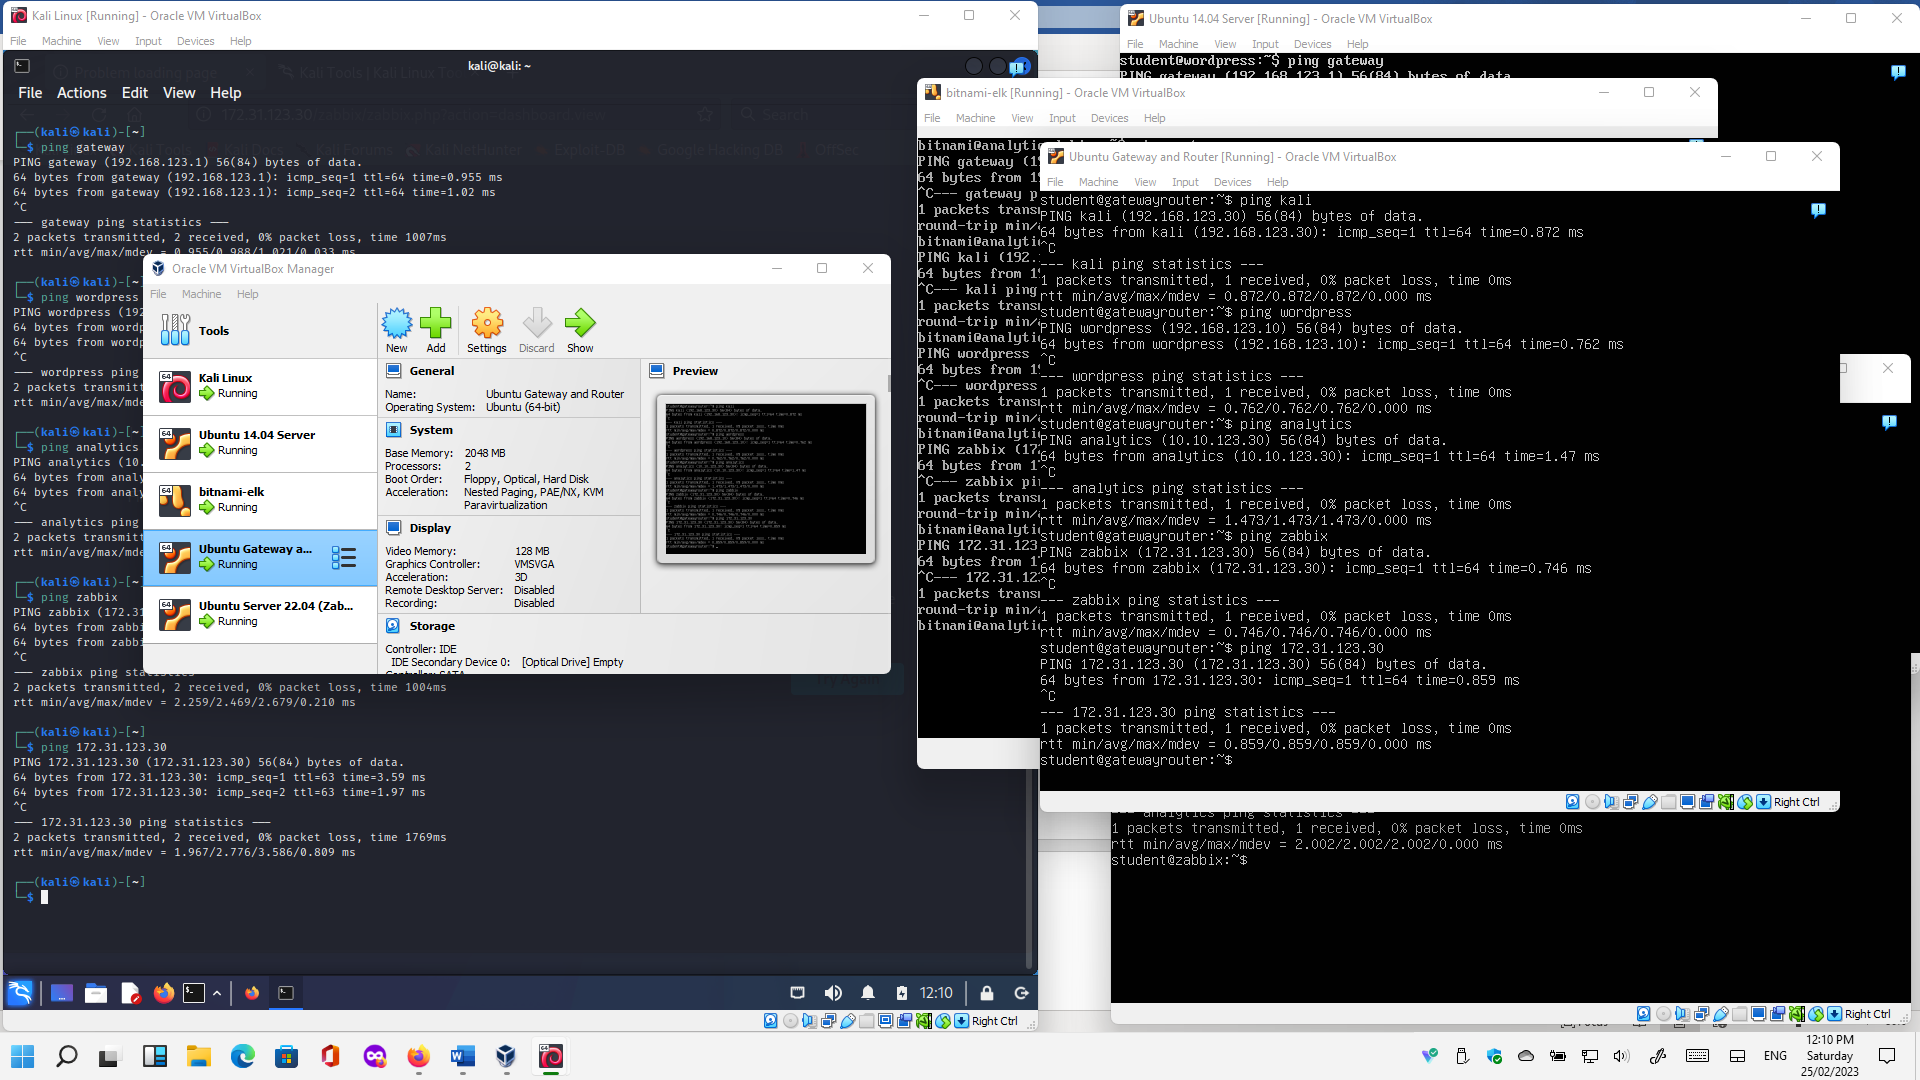 Kali Linux [Running] - Oracle VM VirtualBox
File Machine View Input Devices Help
kali@kali: ~
File Actions Edit View Help
┌──(kali㉿kali)-[~]
└─$ ping gateway
PING gateway (192.168.123.1) 56(84) bytes of data.
64 bytes from gateway (192.168.123.1): icmp_seq=1 ttl=64 time=0.955 ms
64 bytes from gateway (192.168.123.1): icmp_seq=2 ttl=64 time=1.02 ms
^C
--- gateway ping statistics ---
2 packets transmitted, 2 received, 0% packet loss, time 1007ms
rtt min/avg/max/mdev = 0.955/0.988/1.021/0.033 ms
┌──(kali㉿kali)-[~]
└─$ ping wordpress
PING wordpress (192
64 bytes from wordp
64 bytes from wordp
^C
--- wordpress ping
2 packets transmitt
rtt min/avg/max/mde
┌──(kali㉿kali)-[~]
└─$ ping analytics
PING analytics (10.
64 bytes from analy
64 bytes from analy
^C
--- analytics ping
2 packets transmitt
rtt min/avg/max/mde
┌──(kali㉿kali)-[~]
└─$ ping zabbix
PING zabbix (172.31
64 bytes from zabbi
64 bytes from zabbi
^C
--- zabbix ping statistics ---
2 packets transmitted, 2 received, 0% packet loss, time 1004ms
rtt min/avg/max/mdev = 2.259/2.469/2.679/0.210 ms
┌──(kali㉿kali)-[~]
└─$ ping 172.31.123.30
PING 172.31.123.30 (172.31.123.30) 56(84) bytes of data.
64 bytes from 172.31.123.30: icmp_seq=1 ttl=63 time=3.59 ms
64 bytes from 172.31.123.30: icmp_seq=2 ttl=63 time=1.97 ms
^C
--- 172.31.123.30 ping statistics ---
2 packets transmitted, 2 received, 0% packet loss, time 1769ms
rtt min/avg/max/mdev = 1.967/2.776/3.586/0.809 ms
┌──(kali㉿kali)-[~]
└─$
12:10
Right Ctrl
Oracle VM VirtualBox Manager
File Machine Help
Tools
New Add Settings Discard Show
64 Kali Linux
Running
64 Ubuntu 14.04 Server
Running
64 bitnami-elk
Running
64 Ubuntu Gateway a...
Running
64 Ubuntu Server 22.04 (Zab...
Running
General
Name: Ubuntu Gateway and Router
Operating System: Ubuntu (64-bit)
System
Base Memory: 2048 MB
Processors: 2
Boot Order: Floppy, Optical, Hard Disk
Acceleration: Nested Paging, PAE/NX, KVM
Paravirtualization
Display
Video Memory: 128 MB
Graphics Controller: VMSVGA
Acceleration: 3D
Remote Desktop Server: Disabled
Recording: Disabled
Storage
Controller: IDE
IDE Secondary Device 0: [Optical Drive] Empty
Preview
Ubuntu 14.04 Server [Running] - Oracle VM VirtualBox
File Machine View Input Devices Help
student@wordpress:~$ ping gateway
PING gateway (192.168.123.1) 56(84) bytes of data.
bitnami-elk [Running] - Oracle VM VirtualBox
File Machine View Input Devices Help
bitnami@analytic
PING gateway (19
64 bytes from 19
^C--- gateway p
1 packets transm
round-trip min/
bitnami@analytic
PING kali (192.
64 bytes from 19
^C--- kali ping
1 packets transm
round-trip min/
bitnami@analytic
PING wordpress
64 bytes from 19
^C--- wordpress
1 packets transm
round-trip min/
bitnami@analytic
PING zabbix (17
64 bytes from 1
^C--- zabbix pin
1 packets transm
round-trip min/
bitnami@analytic
PING 172.31.123
64 bytes from 1
^C--- 172.31.12
1 packets transm
round-trip min/
bitnami@analytic
Ubuntu Gateway and Router [Running] - Oracle VM VirtualBox
File Machine View Input Devices Help
student@gatewayrouter:~$ ping kali
PING kali (192.168.123.30) 56(84) bytes of data.
64 bytes from kali (192.168.123.30): icmp_seq=1 ttl=64 time=0.872 ms
^C
--- kali ping statistics ---
1 packets transmitted, 1 received, 0% packet loss, time 0ms
rtt min/avg/max/mdev = 0.872/0.872/0.872/0.000 ms
student@gatewayrouter:~$ ping wordpress
PING wordpress (192.168.123.10) 56(84) bytes of data.
64 bytes from wordpress (192.168.123.10): icmp_seq=1 ttl=64 time=0.762 ms
^C
--- wordpress ping statistics ---
1 packets transmitted, 1 received, 0% packet loss, time 0ms
rtt min/avg/max/mdev = 0.762/0.762/0.762/0.000 ms
student@gatewayrouter:~$ ping analytics
PING analytics (10.10.123.30) 56(84) bytes of data.
64 bytes from analytics (10.10.123.30): icmp_seq=1 ttl=64 time=1.47 ms
^C
--- analytics ping statistics ---
1 packets transmitted, 1 received, 0% packet loss, time 0ms
rtt min/avg/max/mdev = 1.473/1.473/1.473/0.000 ms
student@gatewayrouter:~$ ping zabbix
PING zabbix (172.31.123.30) 56(84) bytes of data.
64 bytes from zabbix (172.31.123.30): icmp_seq=1 ttl=64 time=0.746 ms
^C
--- zabbix ping statistics ---
1 packets transmitted, 1 received, 0% packet loss, time 0ms
rtt min/avg/max/mdev = 0.746/0.746/0.746/0.000 ms
student@gatewayrouter:~$ ping 172.31.123.30
PING 172.31.123.30 (172.31.123.30) 56(84) bytes of data.
64 bytes from 172.31.123.30: icmp_seq=1 ttl=64 time=0.859 ms
^C
--- 172.31.123.30 ping statistics ---
1 packets transmitted, 1 received, 0% packet loss, time 0ms
rtt min/avg/max/mdev = 0.859/0.859/0.859/0.000 ms
student@gatewayrouter:~$
Right Ctrl
--- analytics ping statistics ---
1 packets transmitted, 1 received, 0% packet loss, time 0ms
rtt min/avg/max/mdev = 2.002/2.002/2.002/0.000 ms
student@zabbix:~$
Right Ctrl
ENG
12:10 PM
Saturday
25/02/2023